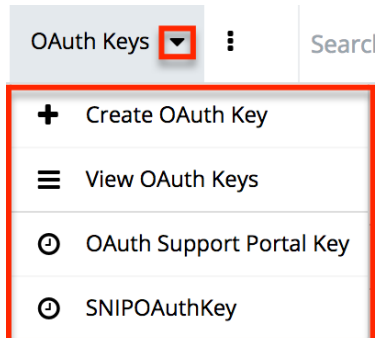 OAuth Keys Search
Create OAuth Key
View OAuth Keys
OAuth Support Portal Key
SNIPOAuthKey